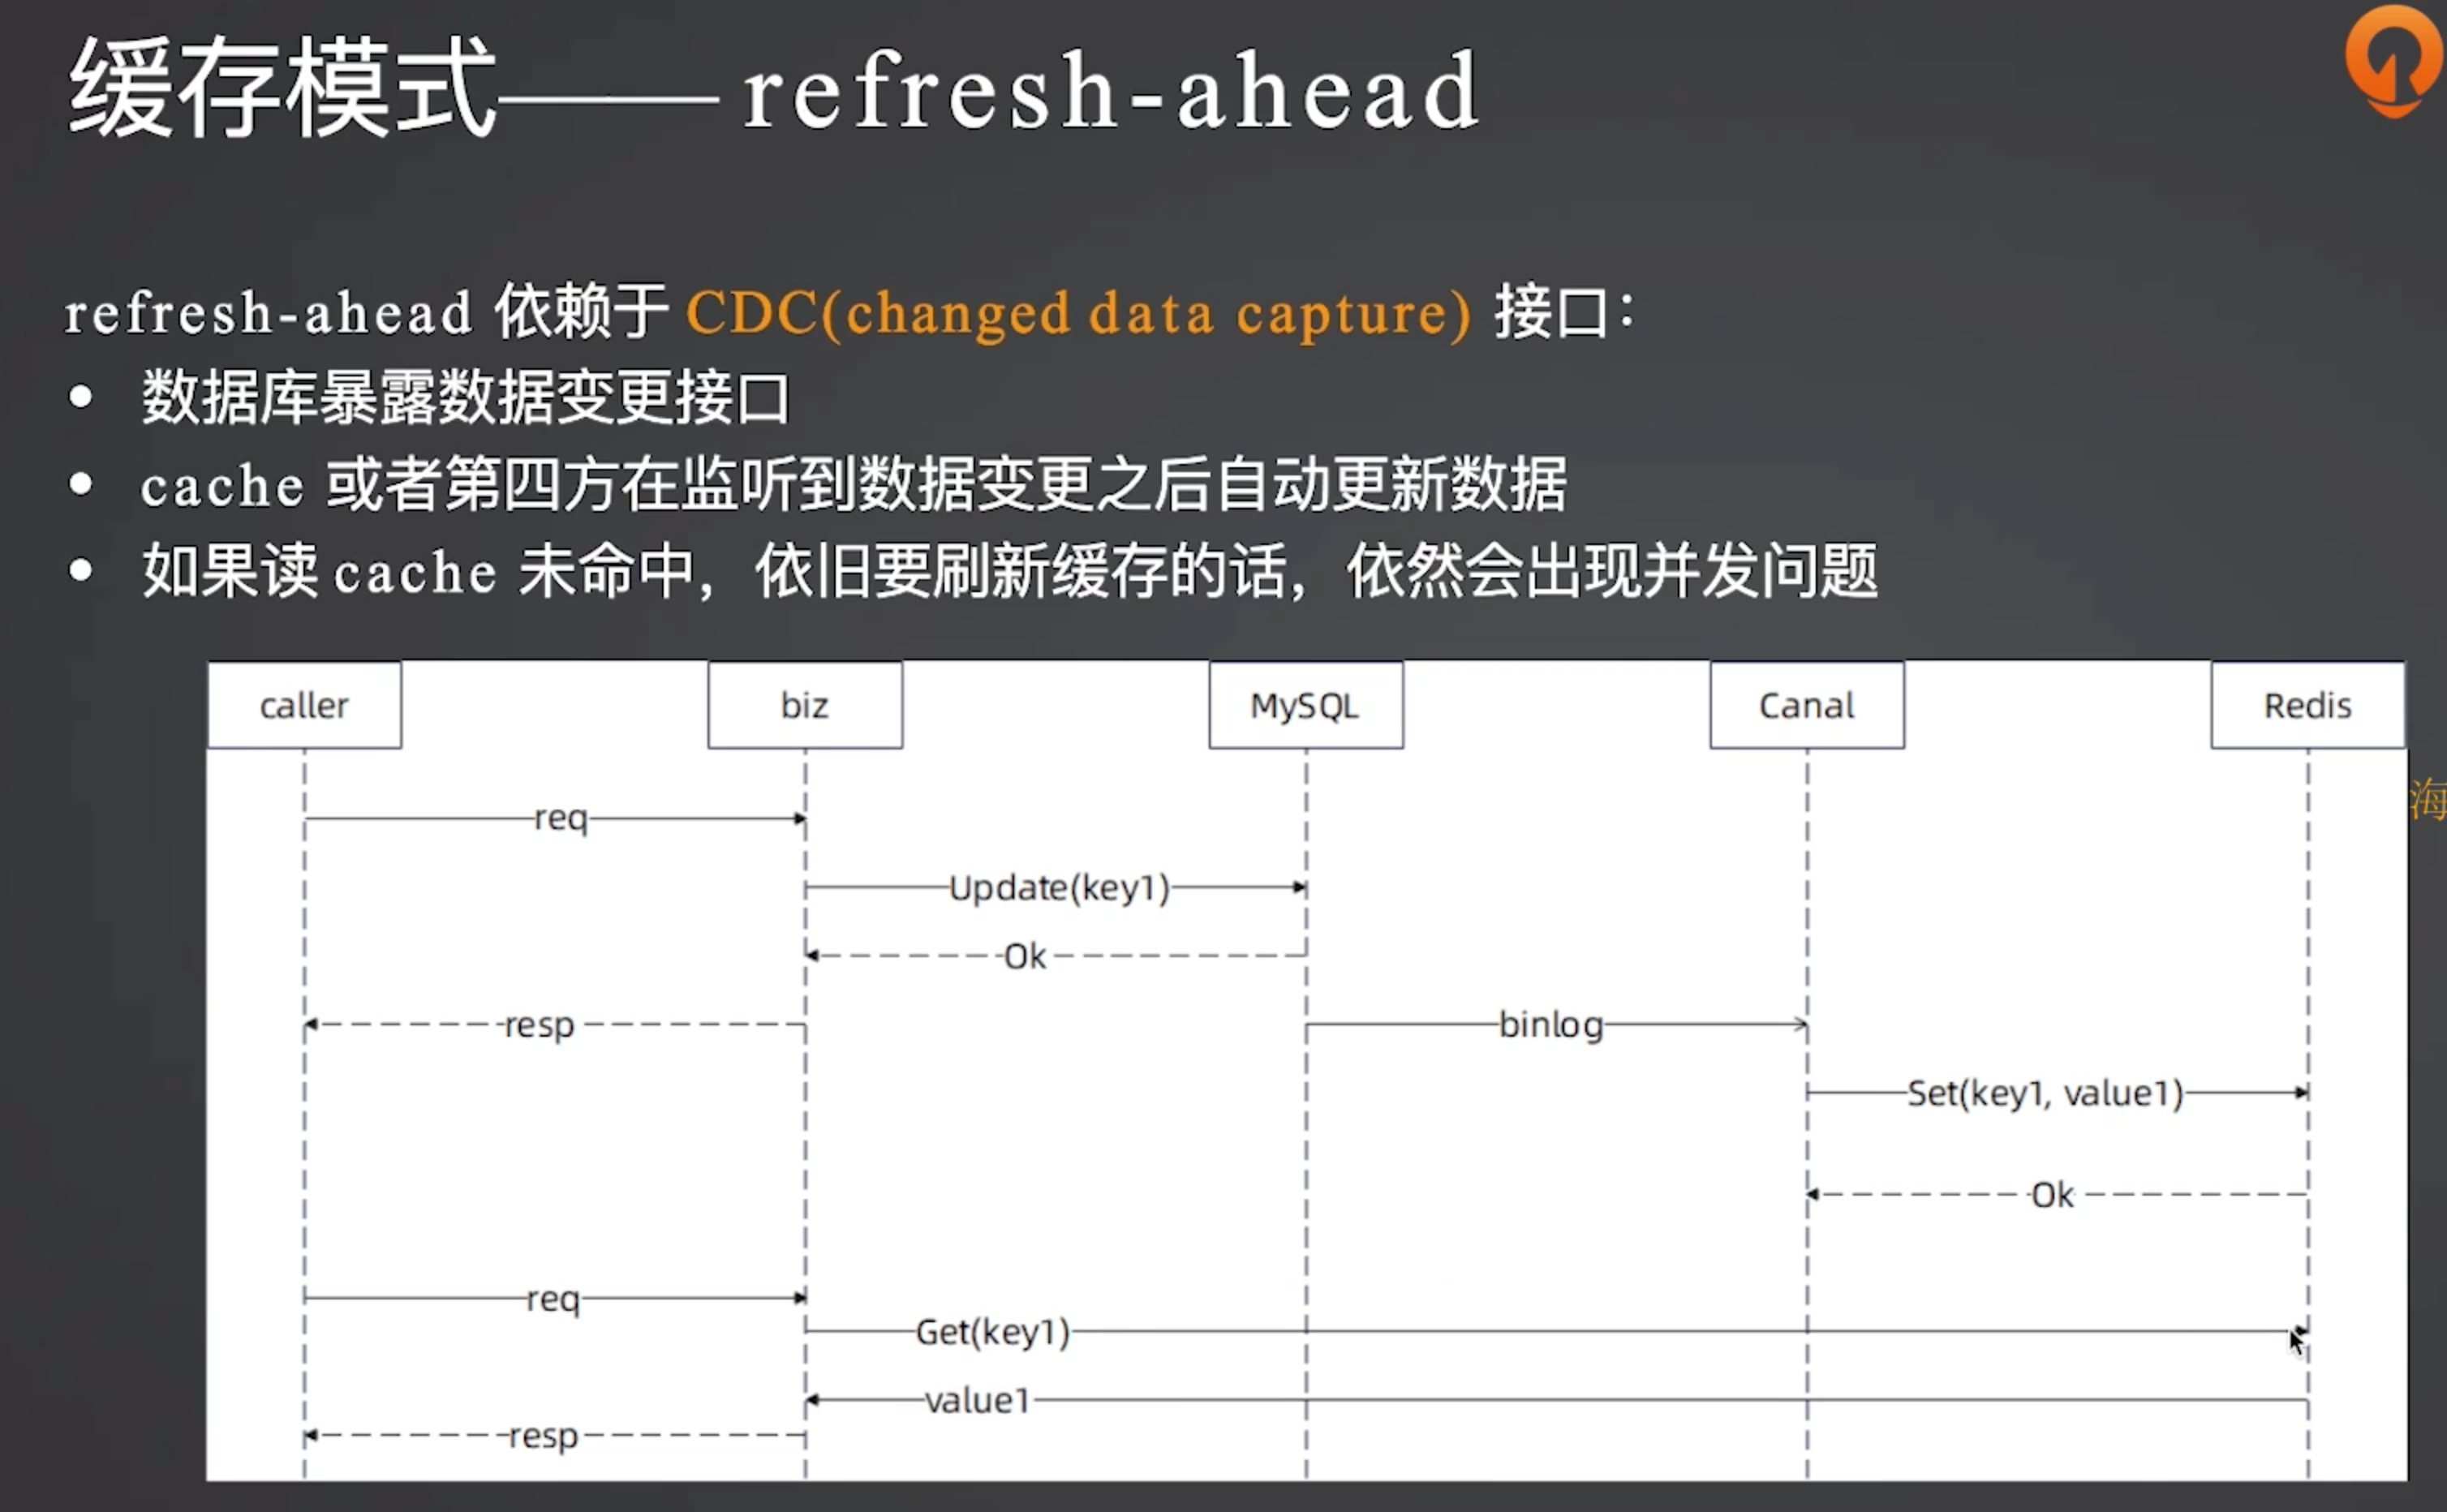 缓存模式——refresh-ahead
refresh-ahead 依赖于 CDC(changed data capture) 接口：
• 数据库暴露数据变更接口
• cache 或者第四方在监听到数据变更之后自动更新数据
• 如果读 cache 未命中，依旧要刷新缓存的话，依然会出现并发问题
caller biz MySQL Canal Redis
海
req
Update(key1)
Ok
resp binlog
Set(key1, value1)
Ok
req
Get(key1)
value1
resp